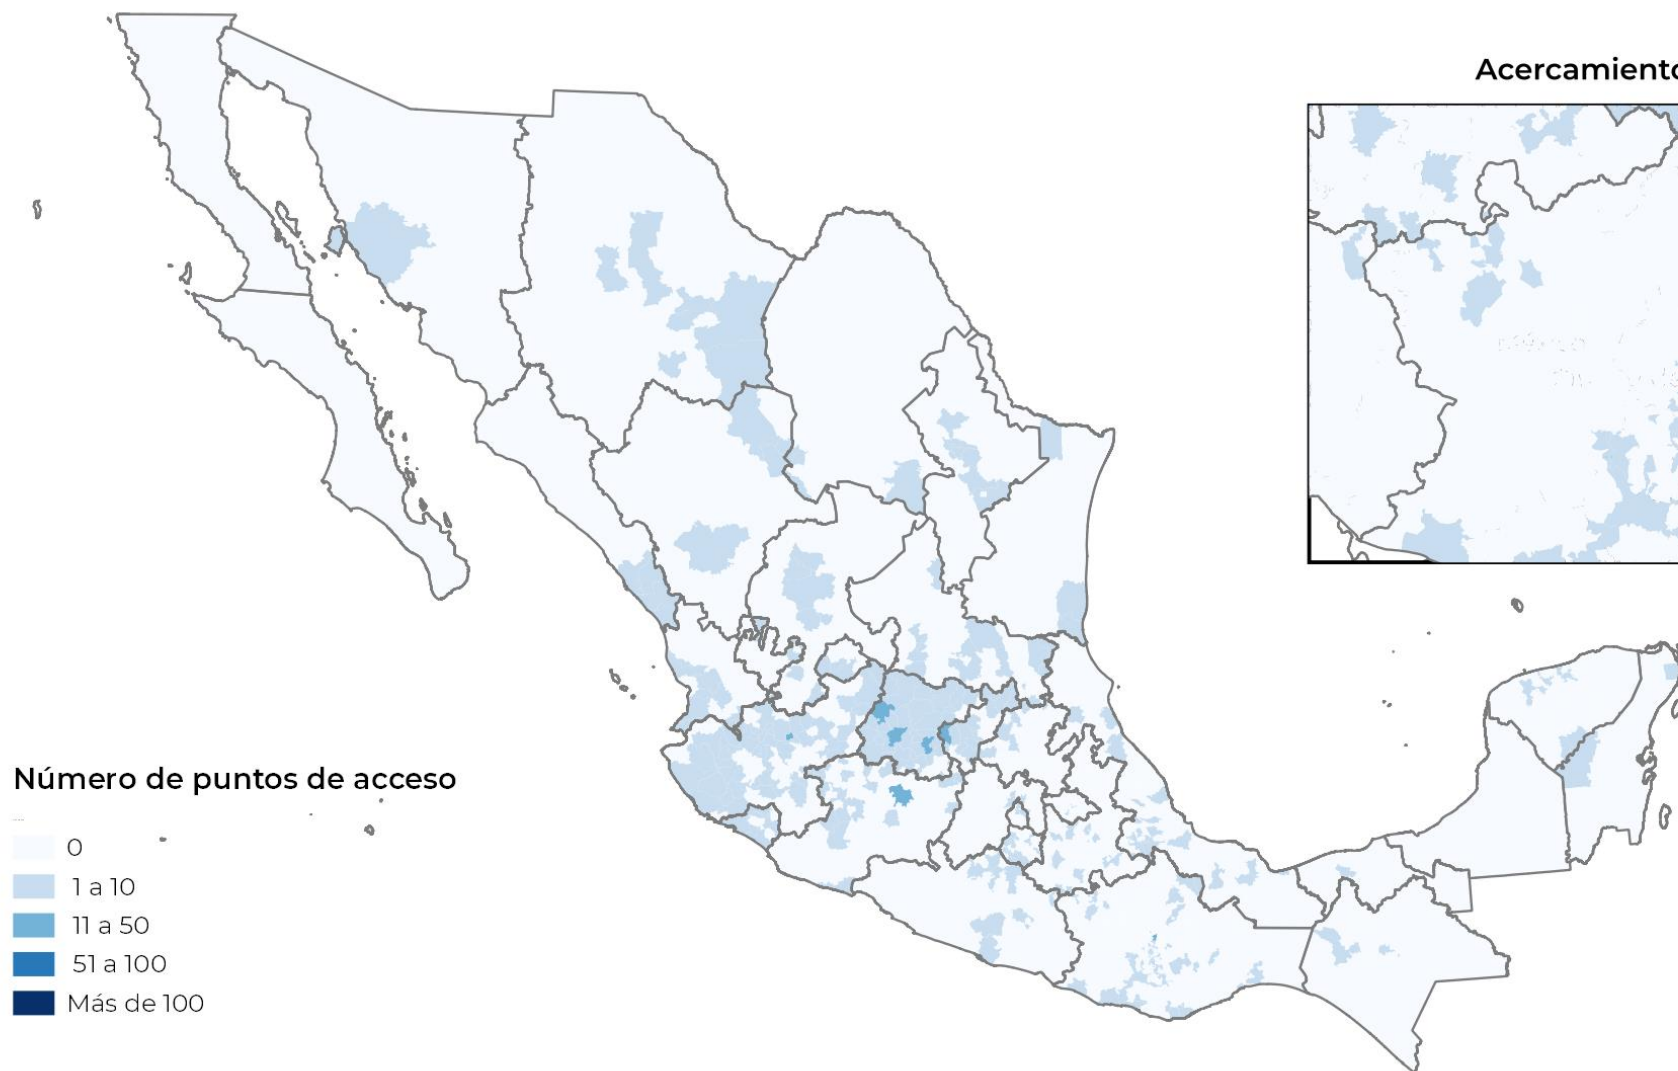 Acercamiento
Número de puntos de acceso
0
1 a 10
11 a 50
51 a 100
Más de 100